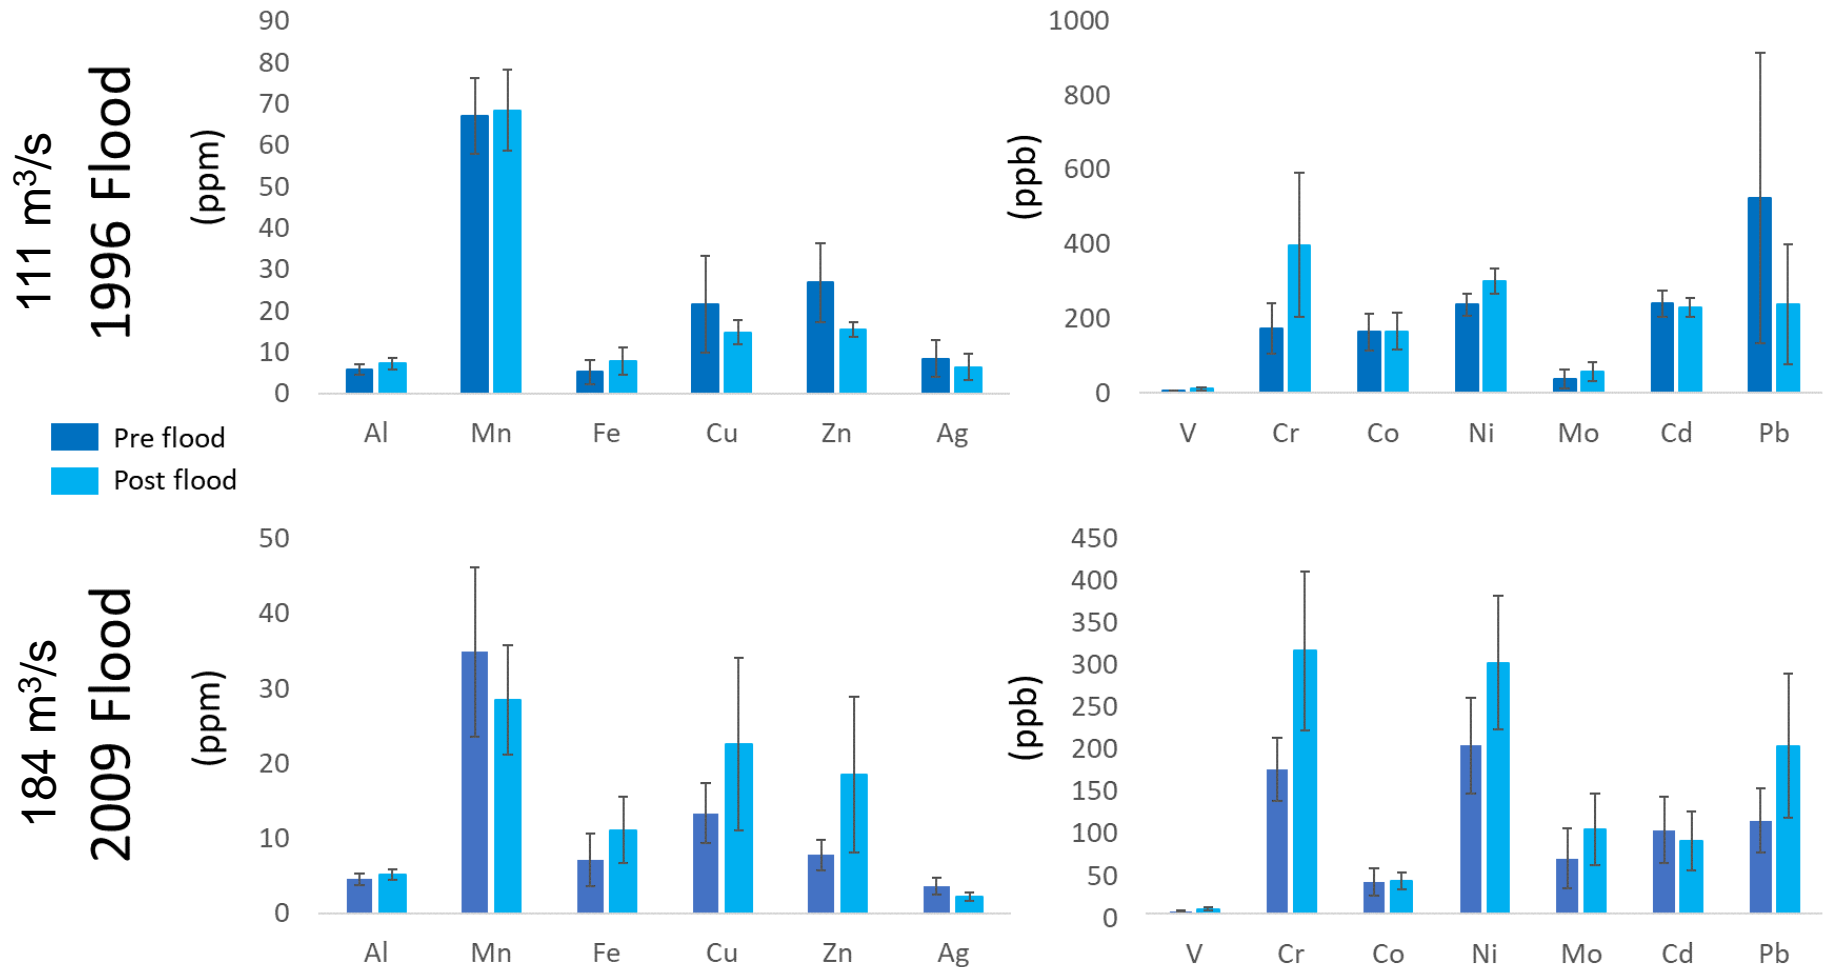 111 m³/s
1996 Flood
(ppm)
90
80
70
60
50
40
30
20
10
0
Al Mn Fe Cu Zn Ag
(ppb)
1000
800
600
400
200
0
V Cr Co Ni Mo Cd Pb
Pre flood
Post flood
184 m³/s
2009 Flood
(ppm)
50
40
30
20
10
0
Al Mn Fe Cu Zn Ag
(ppb)
450
400
350
300
250
200
150
100
50
0
V Cr Co Ni Mo Cd Pb